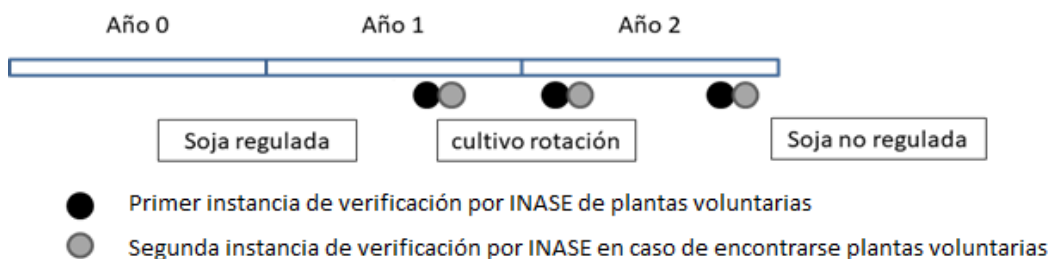 Año 0 Año 1 Año 2
Soja regulada cultivo rotación Soja no regulada
Primer instancia de verificación por INASE de plantas voluntarias
Segunda instancia de verificación por INASE en caso de encontrarse plantas voluntarias